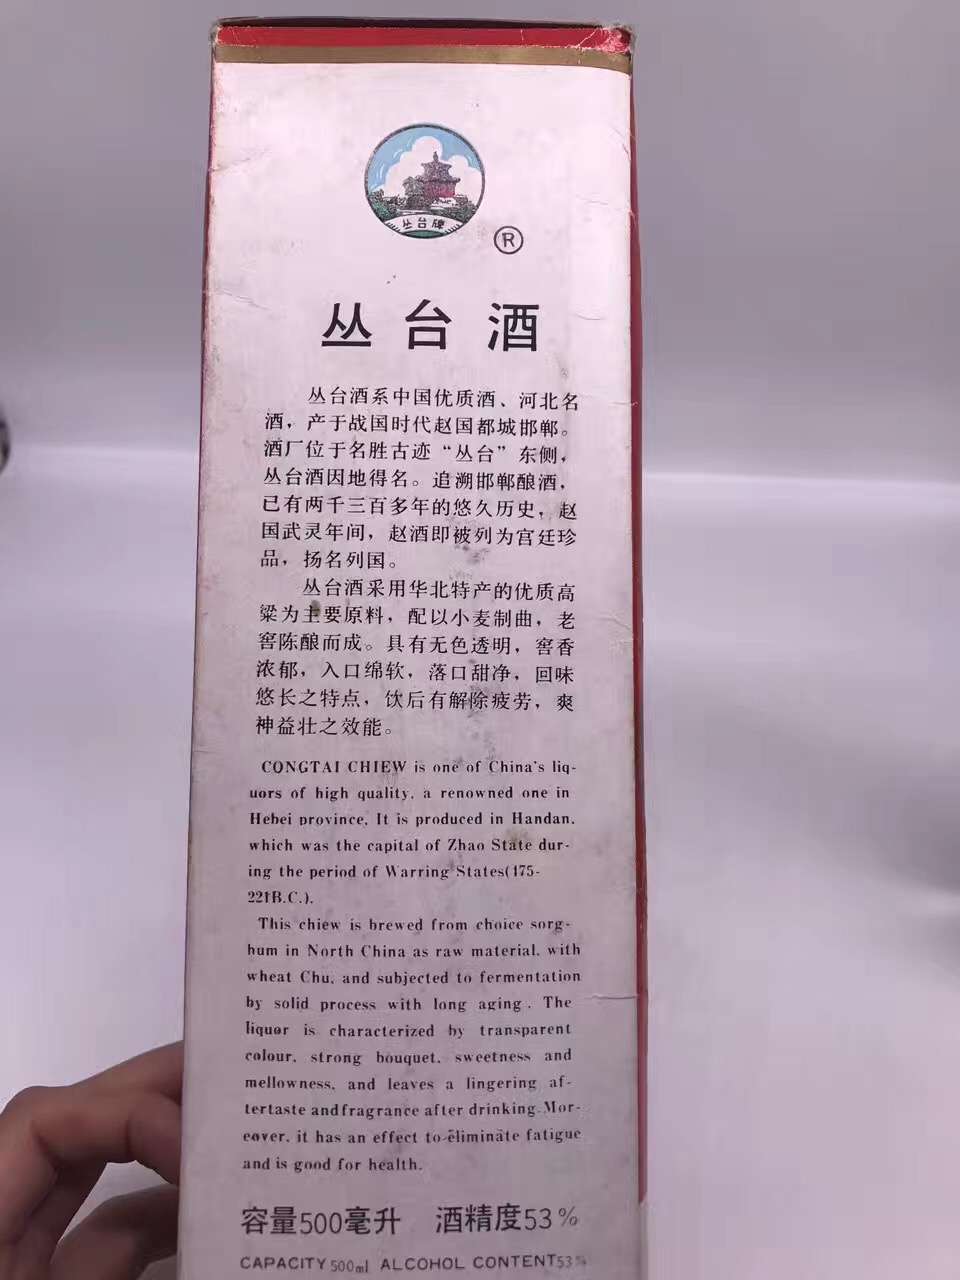 丛台牌
®
丛台酒
丛台酒系中国优质酒、河北名
酒，产于战国时代赵国都城邯郸。
酒厂位于名胜古迹“丛台”东侧，
丛台酒因地得名。追溯邯郸酿酒，
已有两千三百多年的悠久历史，赵
国武灵年间，赵酒即被列为宫廷珍
品，扬名列国。
丛台酒采用华北特产的优质高
粱为主要原料，配以小麦制曲，老
窖陈酿而成。具有无色透明，窖香
浓郁，入口绵软，落口甜净，回味
悠长之特点，饮后有解除疲劳，爽
神益壮之效能。
CONGTAI CHIEW is one of China's liq-
uors of high quality, a renowned one in
Hebei province, It is produced in Handan.
which was the capital of Zhao State dur-
ing the period of Warring States(475-
221B.C.).
This chiew is brewed from choice sorg-
hum in North China as raw material, with
wheat Chu, and subjected to fermentation
by solid process with long aging. The
liquor is characterized by transparent
colour, strong bouquet, sweetness and
mellowness, and leaves a lingering af-
tertaste and fragrance after drinking.Mor-
eover, it has an effect to eliminate fatigue
and is good for health.
容量500毫升 酒精度53%
CAPACITY 500ml ALCOHOL CONTENT53%